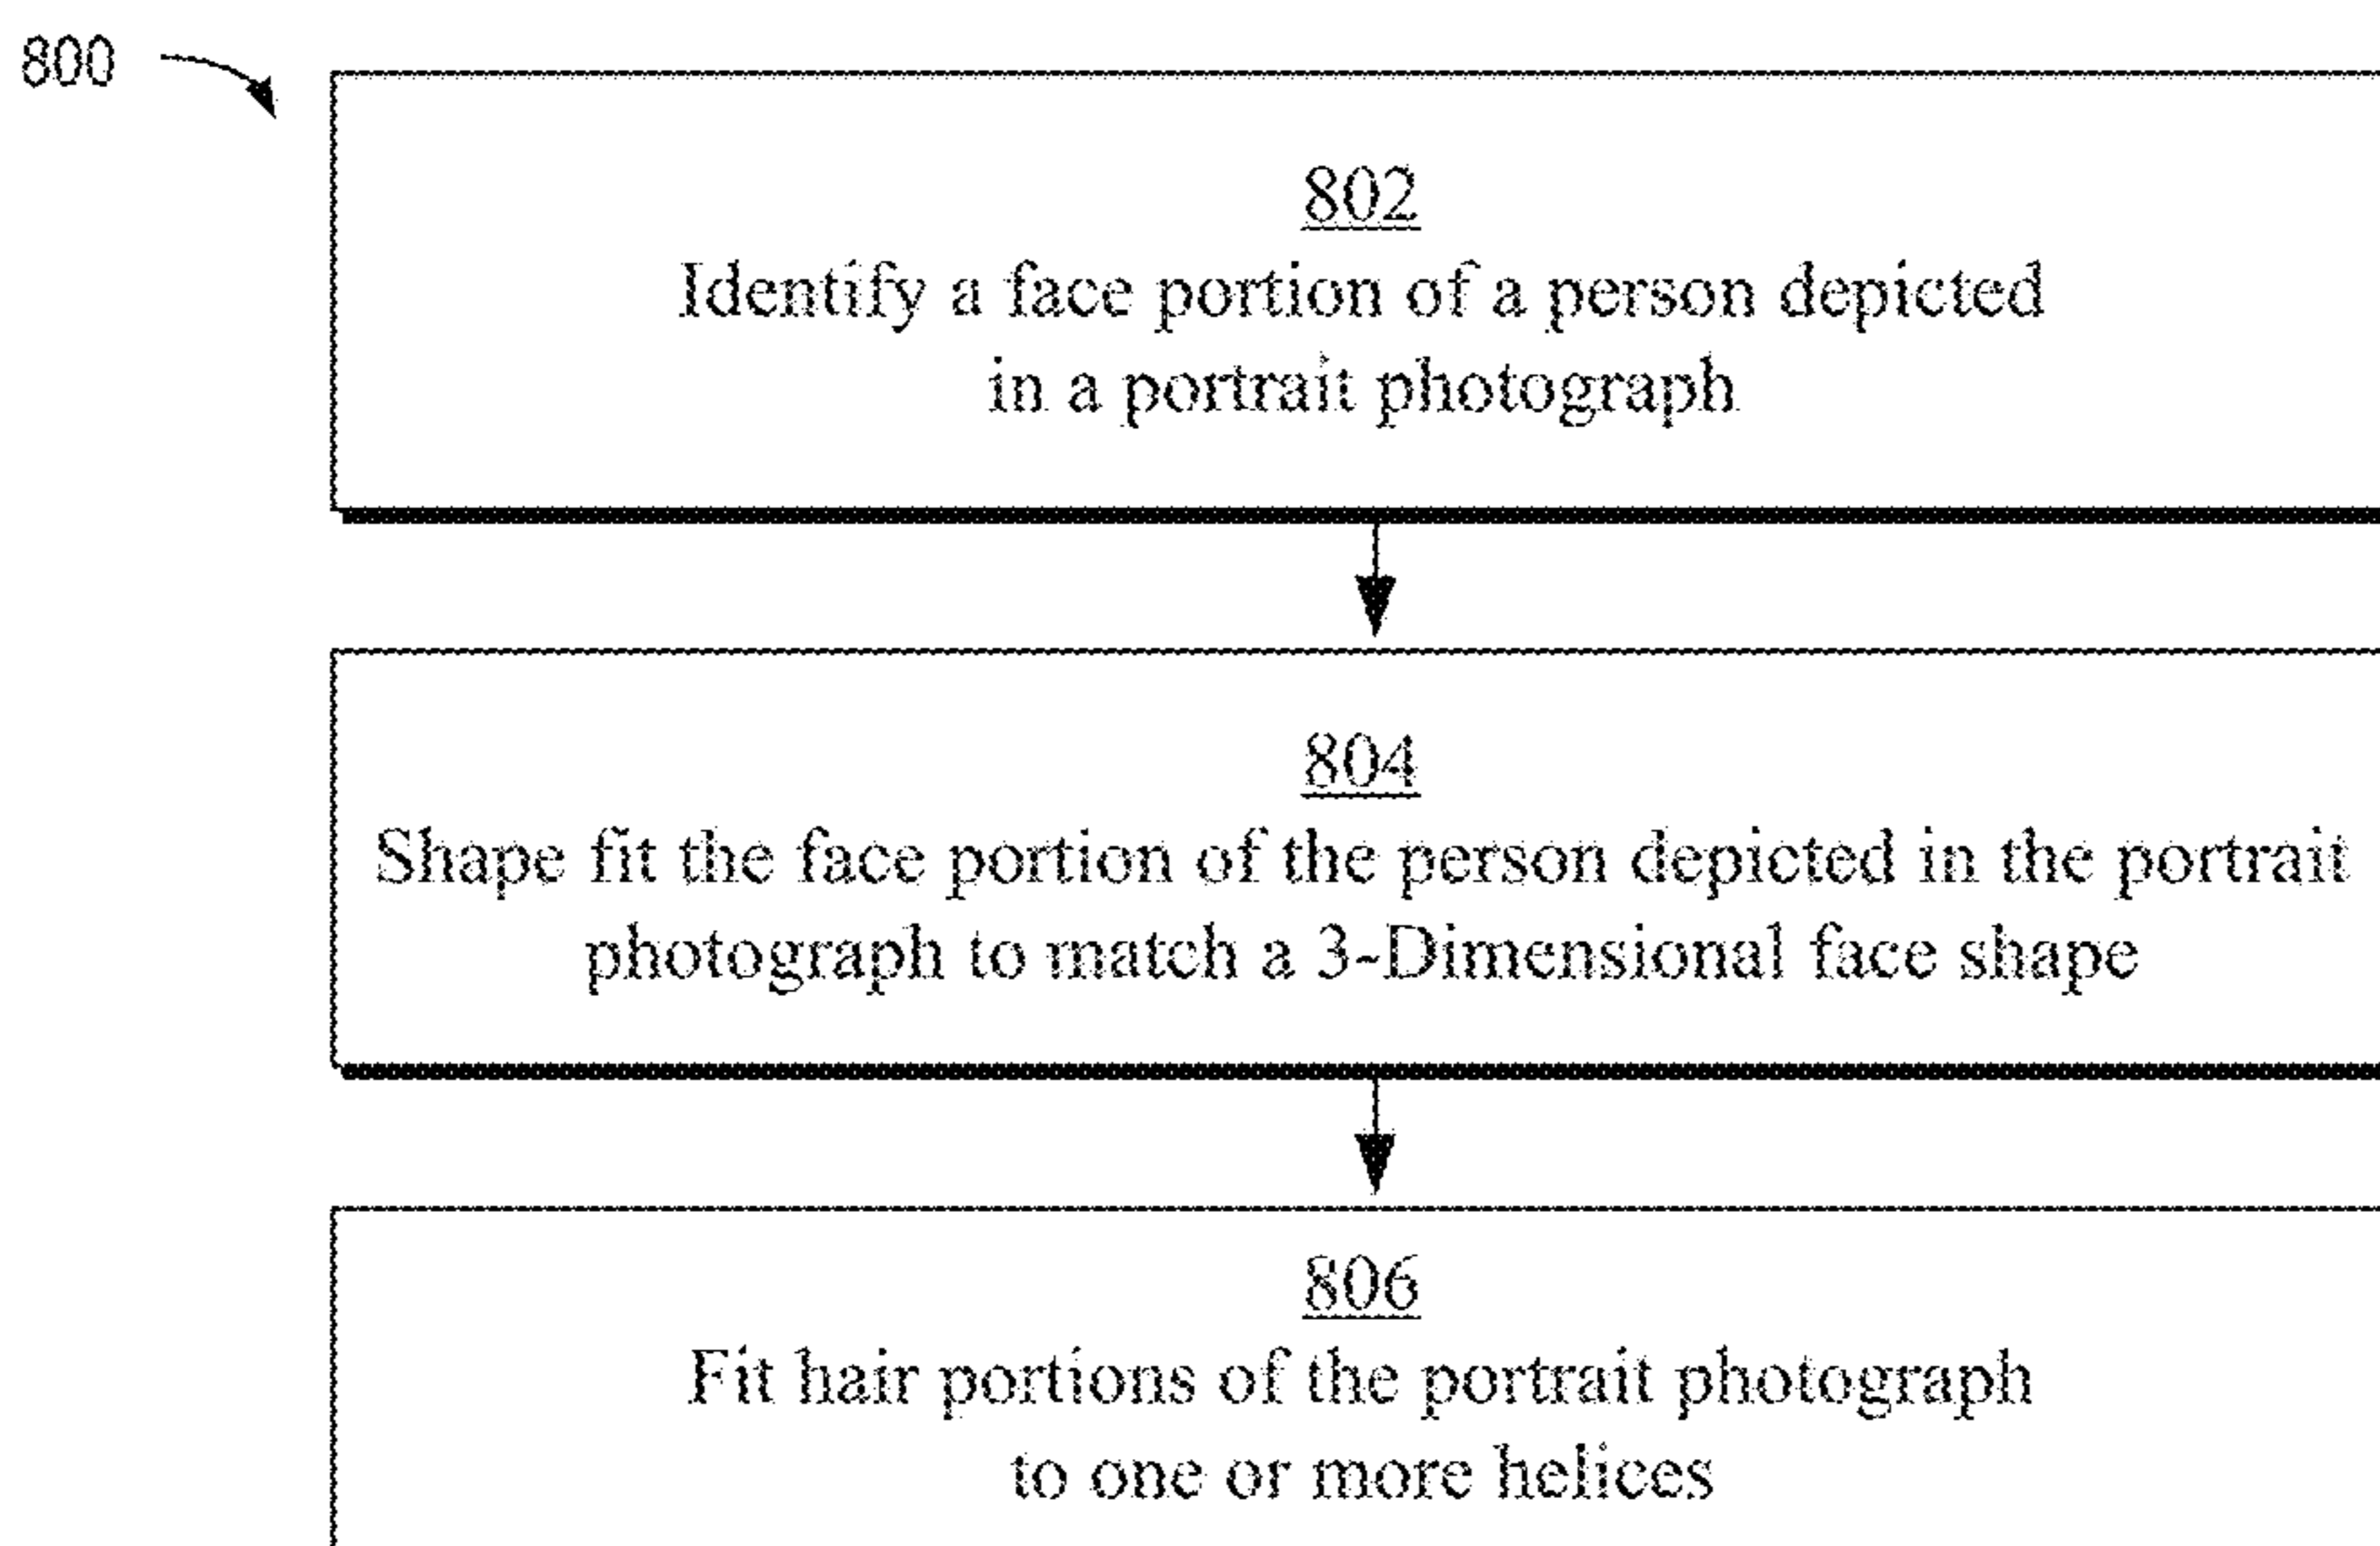 800
802
Identify a face portion of a person depicted
in a portrait photograph
804
Shape fit the face portion of the person depicted in the portrait
photograph to match a 3-Dimensional face shape
806
Fit hair portions of the portrait photograph
to one or more helices